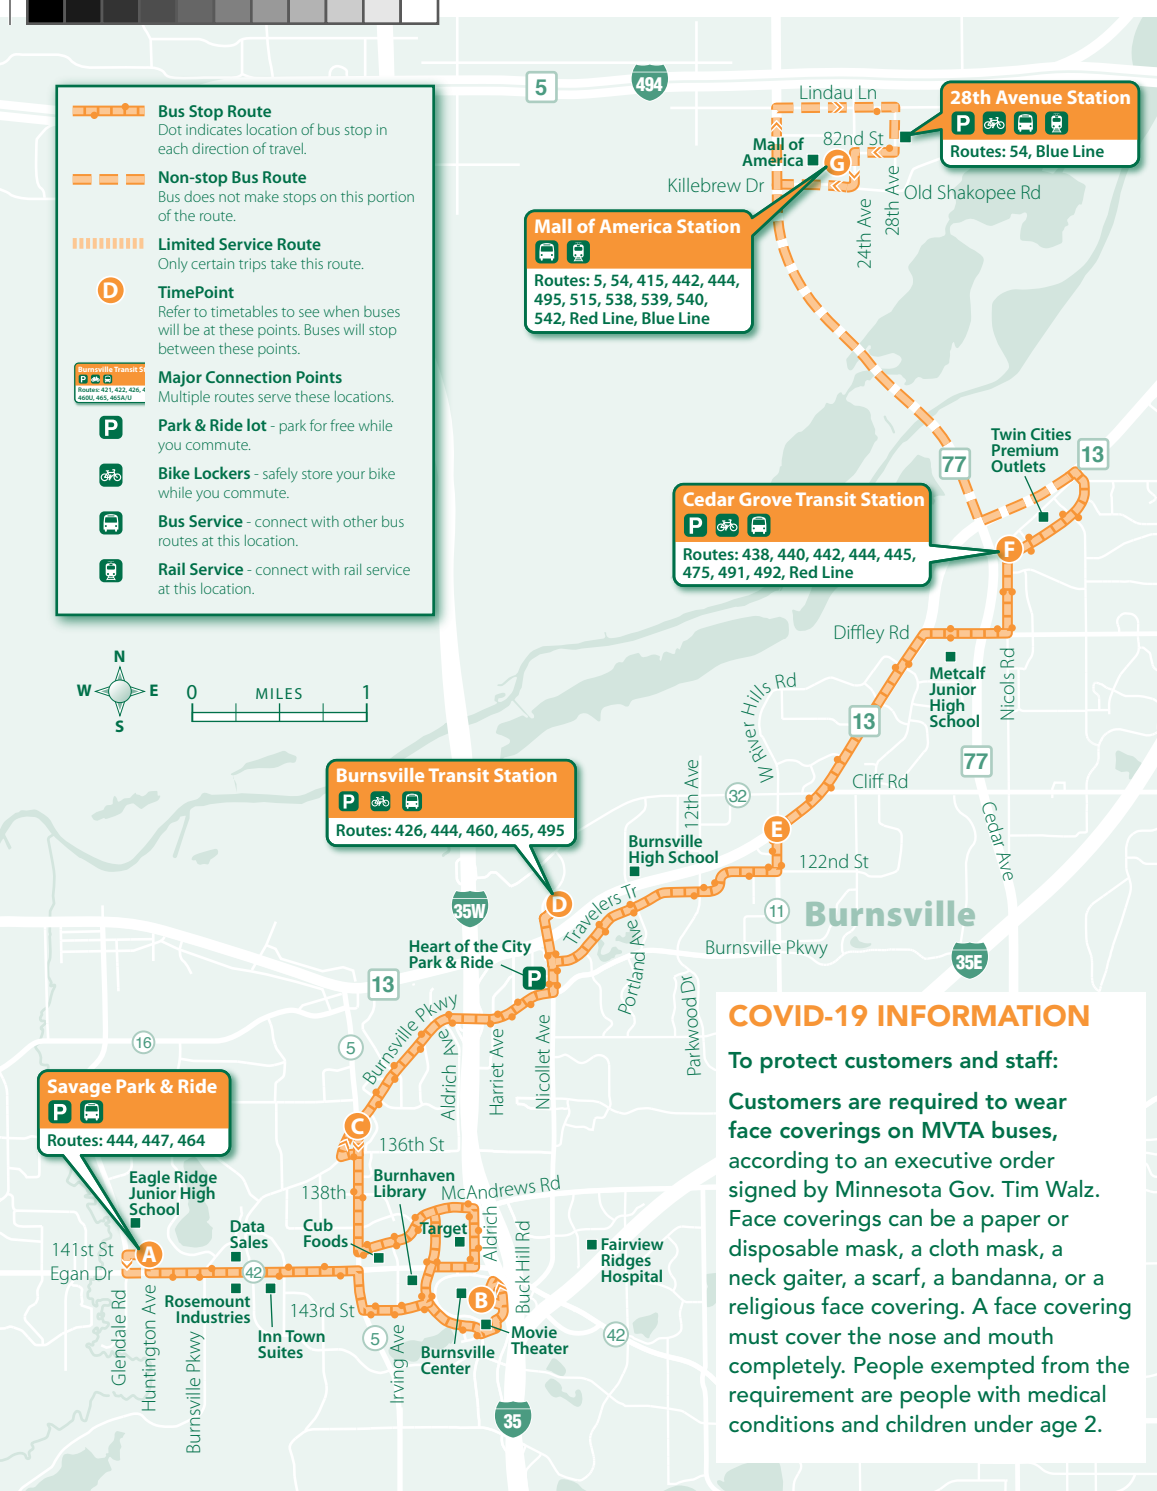 Bus Stop Route
Dot indicates location of bus stop in
each direction of travel.
Non-stop Bus Route
Bus does not make stops on this portion
of the route.
Limited Service Route
Only certain trips take this route.
D
TimePoint
Refer to timetables to see when buses
will be at these points. Buses will stop
between these points.
Major Connection Points
Multiple routes serve these locations.
P
Park & Ride lot - park for free while
you commute.
Bike Lockers - safely store your bike
while you commute.
Bus Service - connect with other bus
routes at this location.
Rail Service - connect with rail service
at this location.
N
W E
S
0 MILES 1
5
494
Lindau Ln
28th Avenue Station
P
Routes: 54, Blue Line
82nd St
Mall of
America
G
Killebrew Dr
Old Shakopee Rd
24th Ave
28th Ave
Mall of America Station
Routes: 5, 54, 415, 442, 444,
495, 515, 538, 539, 540,
542, Red Line, Blue Line
Twin Cities
Premium
Outlets
13
77
Cedar Grove Transit Station
P
Routes: 438, 440, 442, 444, 445,
475, 491, 492, Red Line
F
Diffley Rd
Metcalf
Junior
High
School
Nicols Rd
W River Hills Rd
13
77
Cliff Rd
Cedar Ave
32
12th Ave
E
122nd St
Burnsville Transit Station
P
Routes: 426, 444, 460, 465, 495
Burnsville
High School
35W
D
Travelers Tr
11
Burnsville
Burnsville Pkwy
35E
Heart of the City
Park & Ride
P
13
Portland Ave
Parkwood Dr
Burnsville Pkwy
Aldrich Ave
Harriet Ave
Nicollet Ave
16
5
Savage Park & Ride
P
Routes: 444, 447, 464
C
136th St
Eagle Ridge
Junior High
School
138th
Burnhaven
Library
McAndrews Rd
Data
Sales
Cub
Foods
Target
Aldrich
Buck Hill Rd
Fairview
Ridges
Hospital
141st St
Egan Dr
A
42
Rosemount
Industries
143rd St
B
Inn Town
Suites
5
Burnsville
Center
Movie
Theater
42
Glendale Rd
Huntington Ave
Burnsville Pkwy
Irving Ave
35
COVID-19 INFORMATION
To protect customers and staff:
Customers are required to wear
face coverings on MVTA buses,
according to an executive order
signed by Minnesota Gov. Tim Walz.
Face coverings can be a paper or
disposable mask, a cloth mask, a
neck gaiter, a scarf, a bandanna, or a
religious face covering. A face covering
must cover the nose and mouth
completely. People exempted from the
requirement are people with medical
conditions and children under age 2.